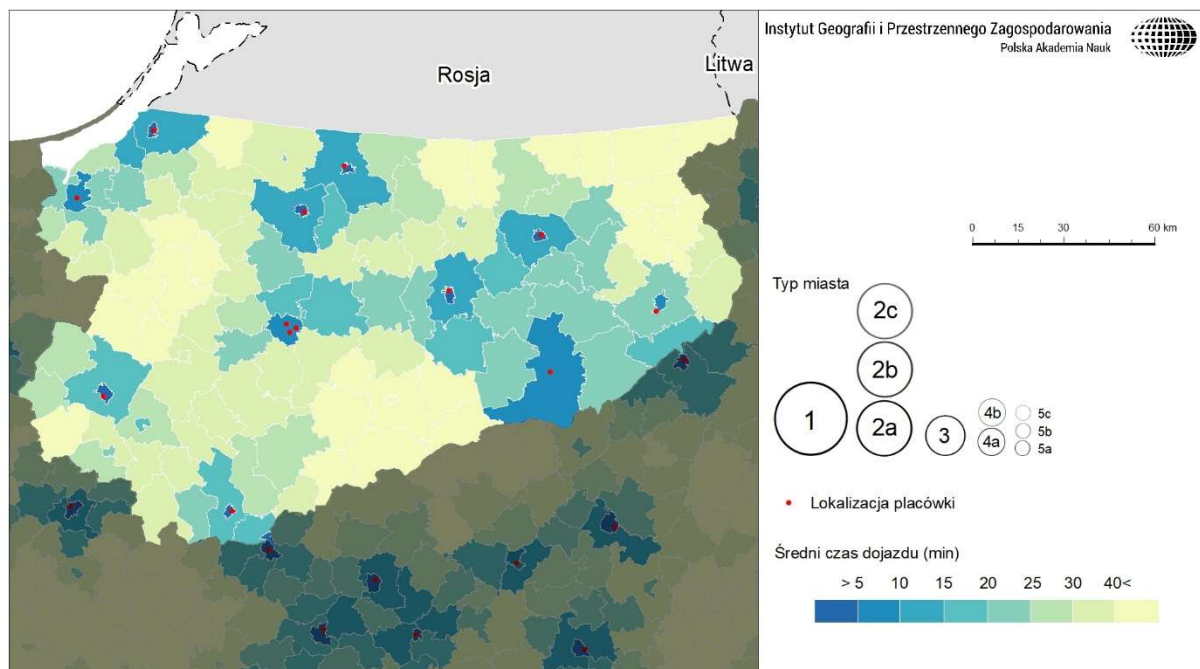 Instytut Geografii i Przestrzennego Zagospodarowania
Polska Akademia Nauk
Rosja
Litwa
0 15 30 60 km
Typ miasta
2c
2b
1
2a
3
4b
4a
5c
5b
5a
Lokalizacja placówki
Średni czas dojazdu (min)
> 5 10 15 20 25 30 40<